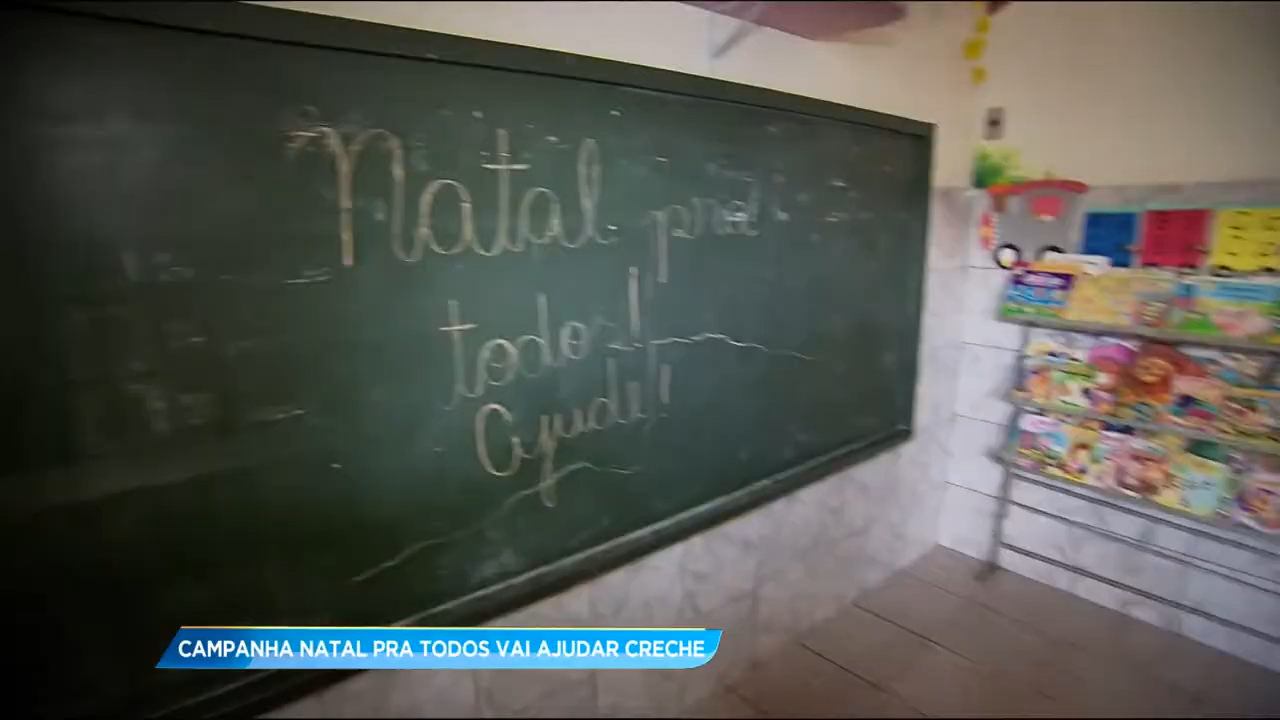 Natal pra
todos!
Ajude!
CAMPANHA NATAL PRA TODOS VAI AJUDAR CRECHE